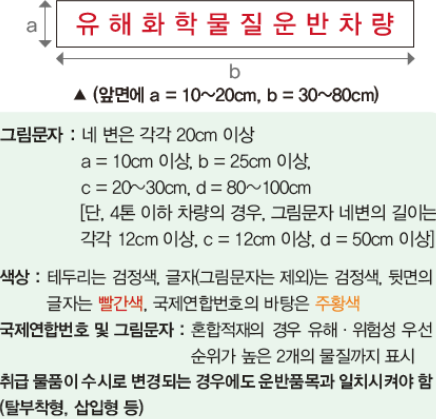 a
유해화학물질운반차량
b
▲ (앞면에 a = 10～20cm, b = 30～80cm)
그림문자 : 네 변은 각각 20cm 이상
a = 10cm 이상, b = 25cm 이상,
c = 20～30cm, d = 80～100cm
[단, 4톤 이하 차량의 경우, 그림문자 네변의 길이는
각각 12cm 이상, c = 12cm 이상, d = 50cm 이상]
색상 : 테두리는 검정색, 글자(그림문자는 제외)는 검정색, 뒷면의
글자는 빨간색, 국제연합번호의 바탕은 주황색
국제연합번호 및 그림문자 : 혼합적재의 경우 유해·위험성 우선
순위가 높은 2개의 물질까지 표시
취급 물품이 수시로 변경되는 경우에도 운반품목과 일치시켜야 함
(탈부착형, 삽입형 등)